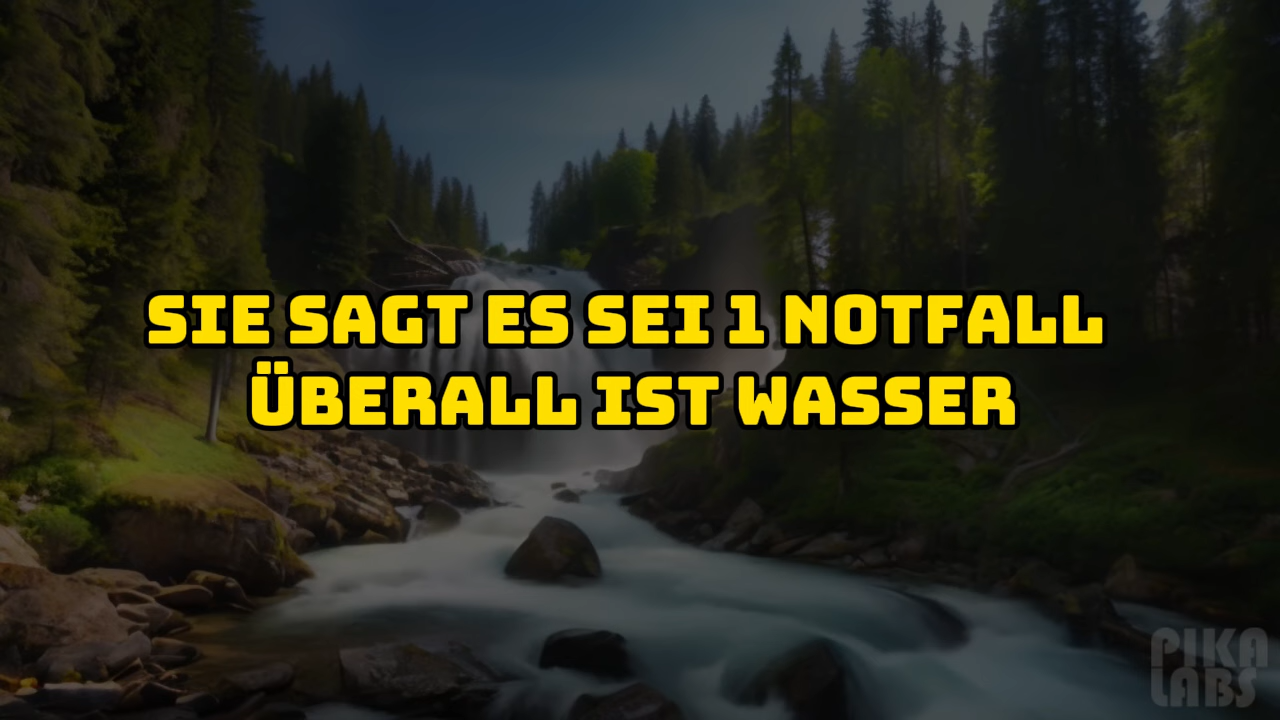 SIE SAGT ES SEI 1 NOTFALL
ÜBERALL IST WASSER
PIKA
LABS